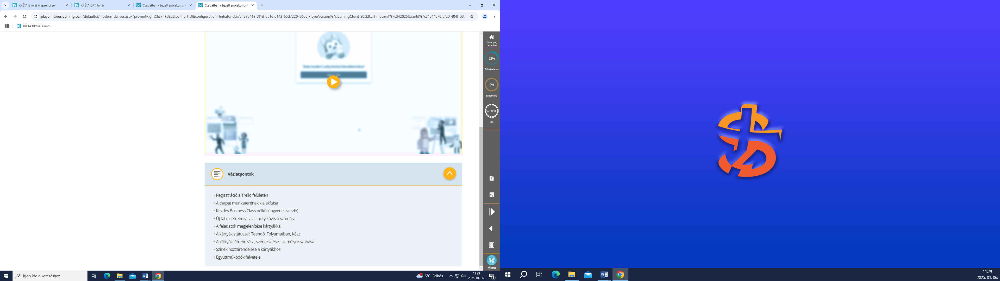 KRÉTA Iskolai Alaprendszer
KRÉTA DKT Tanár
Csapatban végzett projektmun
Csapatban végzett projektmun
player.nexiuslearning.com/defaultui/modern-deliver.aspx?preventRightClick=False&cc=hu-HU&configuration=InitiatorId%7cff375419-3f1d-8c1c-d142-65d7220486a0!PlayerVersion%7clearningClient-20.2.8.2!TimeLimit%7c342025!UserId%7c31311c78-af20-484f-b8...
KRÉTA Iskolai Alapr...
Tananyag
bezárása
23%
Előrehaladás
0%
Eredmény
5700:09
Idő
Vázlatpontok
• Regisztráció a Trello felületén
• A csapat munkaterének kialakítása
• Kezdés Business Class nélkül (ingyenes verzió)
• Új tábla létrehozása a Lucky kávézó számára
• A feladatok megjelenítése kártyákkal
• A kártyák státuszai: Teendő, Folyamatban, Kész
• A kártyák létrehozása, szerkesztése, személyre szabása
• Színek hozzárendelése a kártyákhoz
• Együttműködők felvétele
Menü
Írjon ide a kereséshez
6°C Felhős
11:29
2025. 01. 06.
1
11:29
2025. 01. 06.